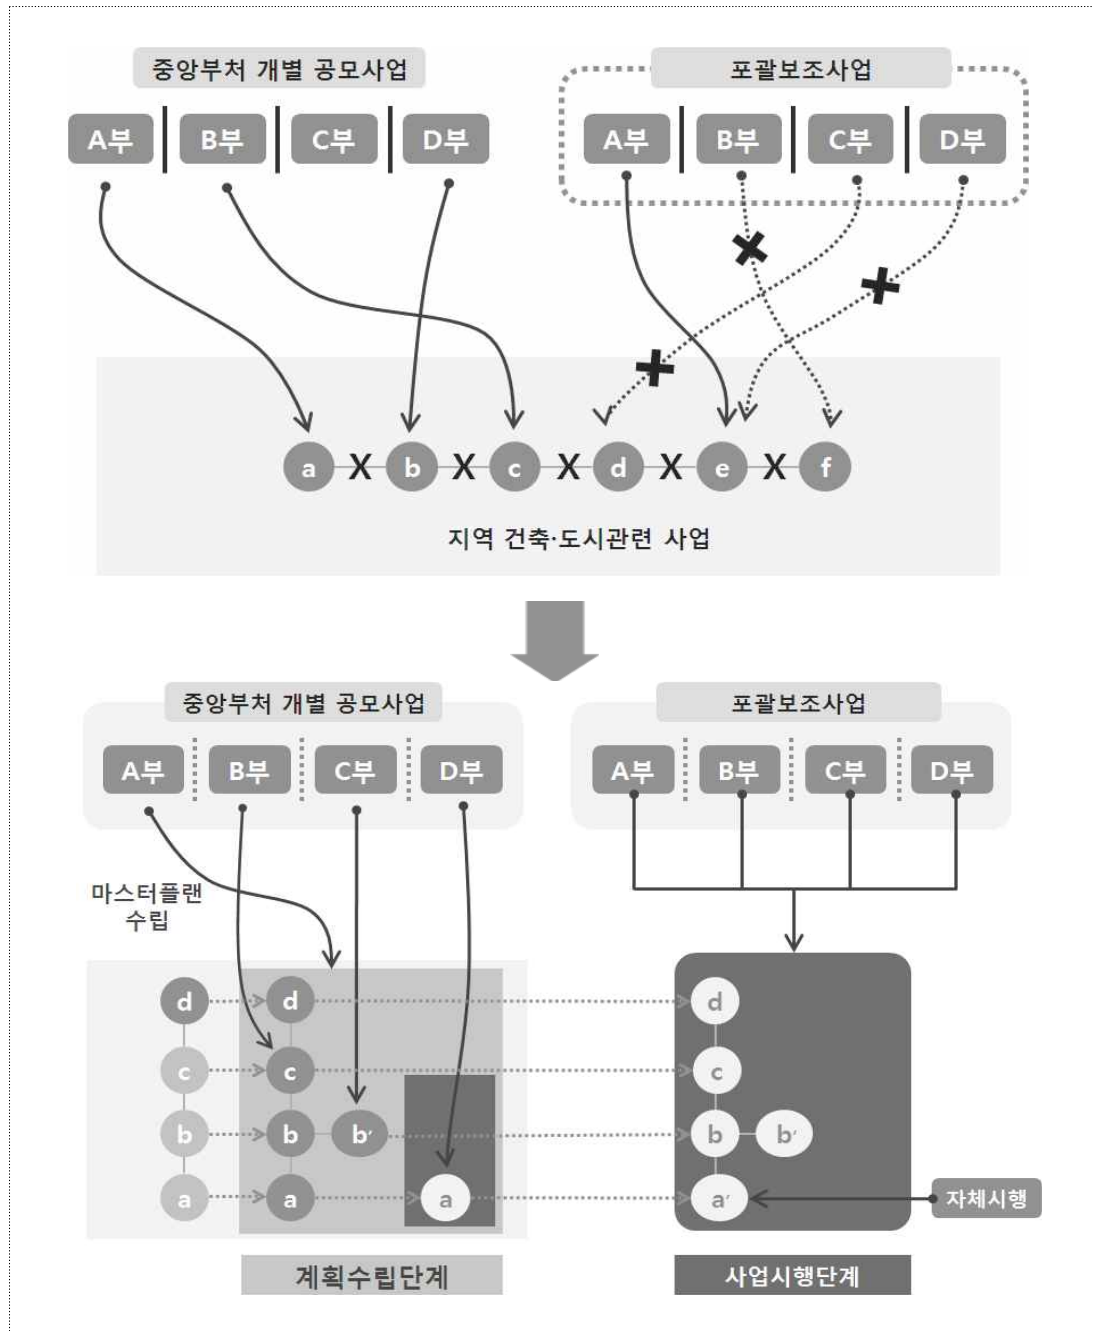 중앙부처 개별 공모사업
포괄보조사업
A부 B부 C부 D부
A부 B부 C부 D부
a X b X c X d X e X f
지역 건축·도시관련 사업
중앙부처 개별 공모사업
포괄보조사업
A부 B부 C부 D부
A부 B부 C부 D부
마스터플랜
수립
d d d
c c c
b b b′ b b′
a a a a′
자체시행
계획수립단계
사업시행단계